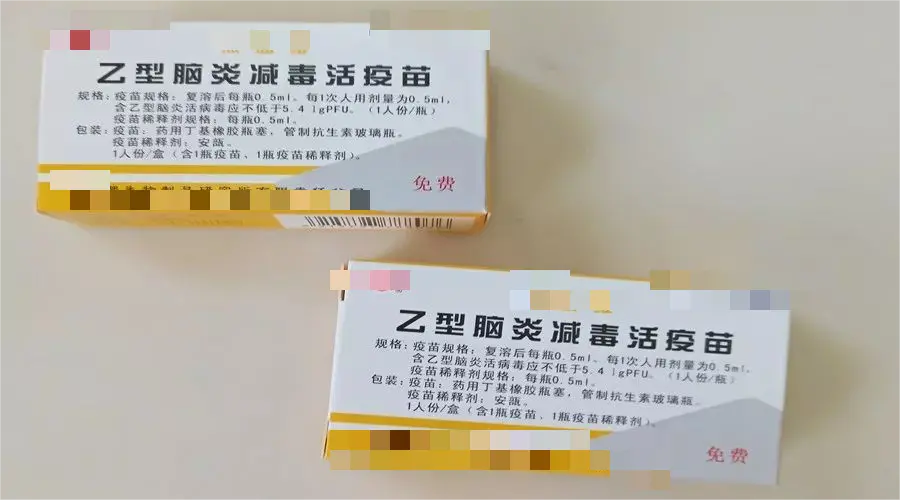 乙型脑炎减毒活疫苗
规格：疫苗规格：复溶后每瓶0.5ml。每1次人用剂量为0.5ml，
含乙型脑炎活病毒应不低于5.4 lgPFU。（1人份/瓶）
疫苗稀释剂规格：每瓶0.5ml。
包装：疫苗：药用丁基橡胶瓶塞，管制抗生素玻璃瓶。
疫苗稀释剂：安瓿。
1人份/盒（含1瓶疫苗、1瓶疫苗稀释剂）。
免费
乙型脑炎减毒活疫苗
规格：疫苗规格：复溶后每瓶0.5ml。每1次人用剂量为0.5ml，
含乙型脑炎活病毒应不低于5.4 lgPFU。（1人份/瓶）
疫苗稀释剂规格：每瓶0.5ml。
包装：疫苗：药用丁基橡胶瓶塞，管制抗生素玻璃瓶。
疫苗稀释剂：安瓿。
1人份/盒（含1瓶疫苗、1瓶疫苗稀释剂）。
免费